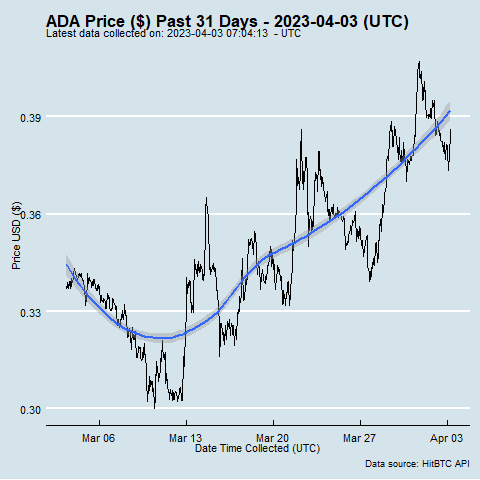 ADA Price ($) Past 31 Days - 2023-04-03 (UTC)
Latest data collected on: 2023-04-03 07:04:13 - UTC
0.39
0.36
0.33
0.30
Price USD ($)
Mar 06 Mar 13 Mar 20 Mar 27 Apr 03
Date Time Collected (UTC)
Data source: HitBTC API